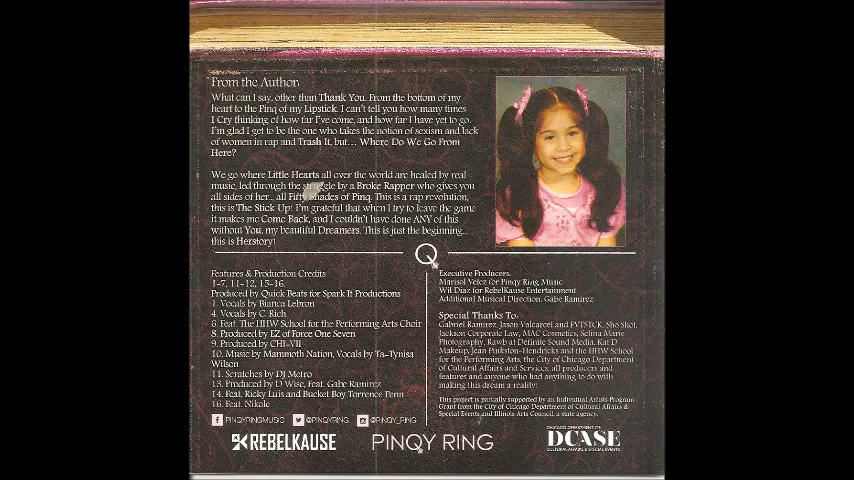 From the Author:
What can I say, other than Thank You. From the bottom of my
heart to the Pinq of my Lipstick. I can't tell you how many times
I Cry thinking of how far I've come, and how far I have yet to go.
I'm glad I get to be the one who takes the notion of sexism and lack
of women in rap and Trash It, but... Where Do We Go From
Here?
We go where Little Hearts all over the world are healed by real
music, led through the struggle by a Broke Rapper who gives you
all sides of her... all Fifty Shades of Pinq. This is a rap revolution,
this is The Stick Up! I'm grateful that when I try to leave the game
it makes me Come Back, and I couldn't have done ANY of this
without You, my beautiful Dreamers. This is just the beginning...
this is Herstory!
Q
Features & Production Credits
1-7, 11-12, 15-16.
Produced by Quick Beats for Spark It Productions
1. Vocals by Bianca Lebron
4. Vocals by C. Rich
6. Feat. The HHW School for the Performing Arts Choir
8. Produced by EZ of Force One Seven
9. Produced by CHI-VII
10. Music by Mammoth Nation, Vocals by Ta-Tynisa
Wilson
11. Scratches by DJ Metro
13. Produced by D Wise, Feat. Gabe Ramirez
14. Feat. Ricky Luis and Bucket Boy Torrence Penn
16. Feat. Nikole
PINQYRINGMUSIC @PINQYRING @PINQY_RING
REBELKAUSE
PINQY RING
Executive Producers:
Marisol Velez for Pinqy Ring Music
Wil Diaz for RebelKause Entertainment
Additional Musical Direction: Gabe Ramirez
Special Thanks To:
Gabriel Ramirez, Jason Valcarcel and PVTSTCK, Sho Shot,
Jackson Corporate Law, MAC Cosmetics, Selina Marie
Photography, Rawb at Definite Sound Media, Kat D
Makeup, Jean Pinkston-Hendricks and the HHW School
for the Performing Arts, the City of Chicago Department
of Cultural Affairs and Services, all producers and
features and anyone who had anything to do with
making this dream a reality!
This project is partially supported by an Individual Artists Program
Grant from the City of Chicago Department of Cultural Affairs &
Special Events and Illinois Arts Council, a state agency.
CHICAGO DEPARTMENT OF
DCASE
CULTURAL AFFAIRS & SPECIAL EVENTS